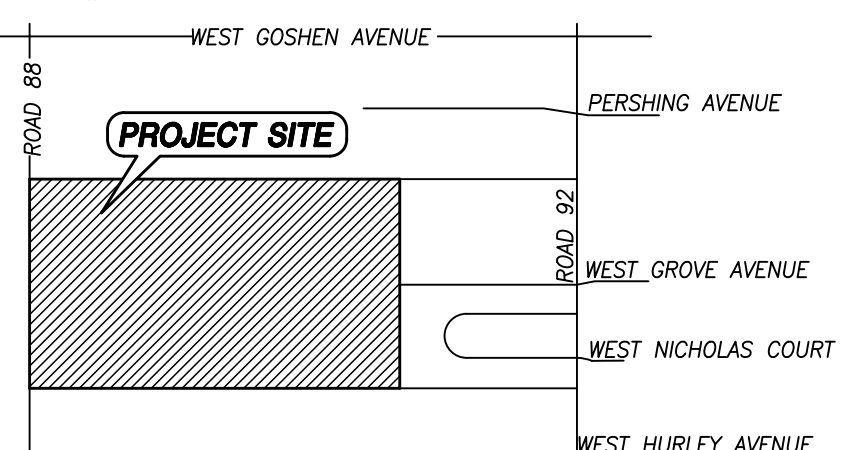 WEST GOSHEN AVENUE
ROAD 88
PERSHING AVENUE
PROJECT SITE
ROAD 92
WEST GROVE AVENUE
WEST NICHOLAS COURT
WEST HURLEY AVENUE